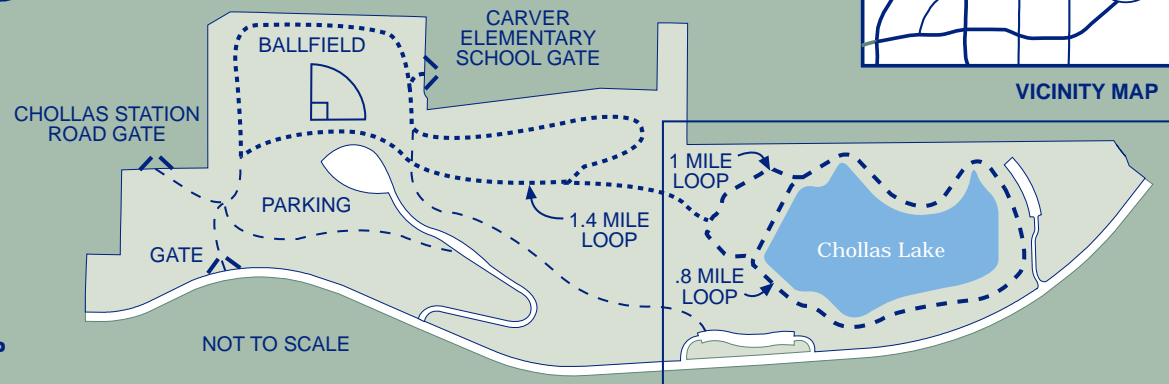 CARVER
ELEMENTARY
SCHOOL GATE
BALLFIELD
VICINITY MAP
CHOLLAS STATION
ROAD GATE
1 MILE
LOOP
PARKING
1.4 MILE
LOOP
Chollas Lake
GATE
.8 MILE
LOOP
NOT TO SCALE